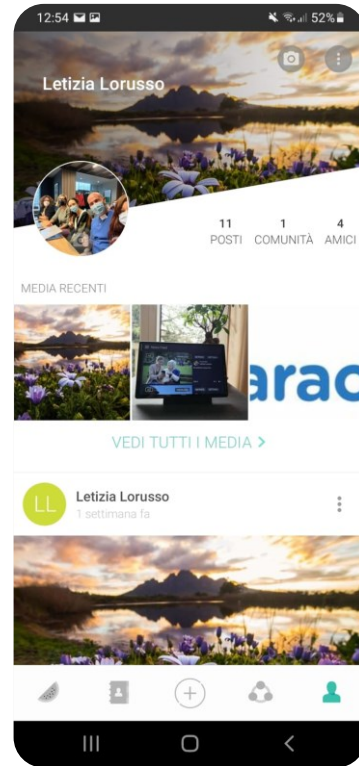 12:54 52%
Letizia Lorusso
11 1 4
POSTI COMUNITÀ AMICI
MEDIA RECENTI
arac
VEDI TUTTI I MEDIA >
LL Letizia Lorusso
1 settimana fa